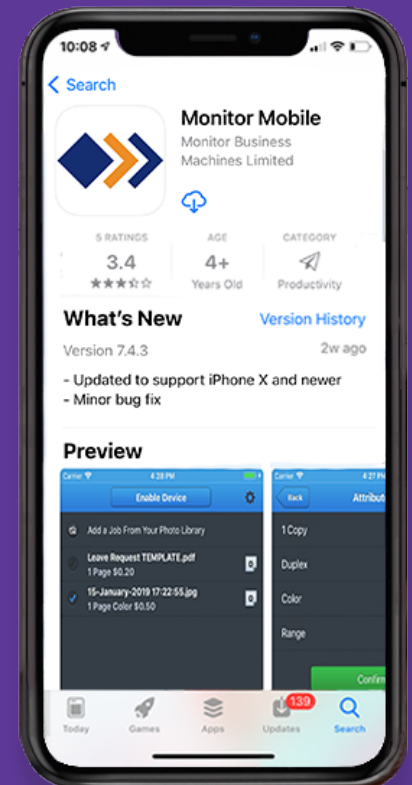 10:08
Search
Monitor Mobile
Monitor Business
Machines Limited
5 RATINGS
AGE
CATEGORY
3.4
4+
Years Old
Productivity
What's New
Version History
Version 7.4.3
2w ago
- Updated to support iPhone X and newer
- Minor bug fix
Preview
Carrier
4:28 PM
Enable Device
Add a Job From Your Photo Library
Leave Request TEMPLATE.pdf
1 Page $0.20
15-January-2019 17:22:55.jpg
1 Page Color $0.50
Carrier
4:27 PM
Back
Attribut
1 Copy
Duplex
Color
Range
Confirm
139
Today
Games
Apps
Updates
Search